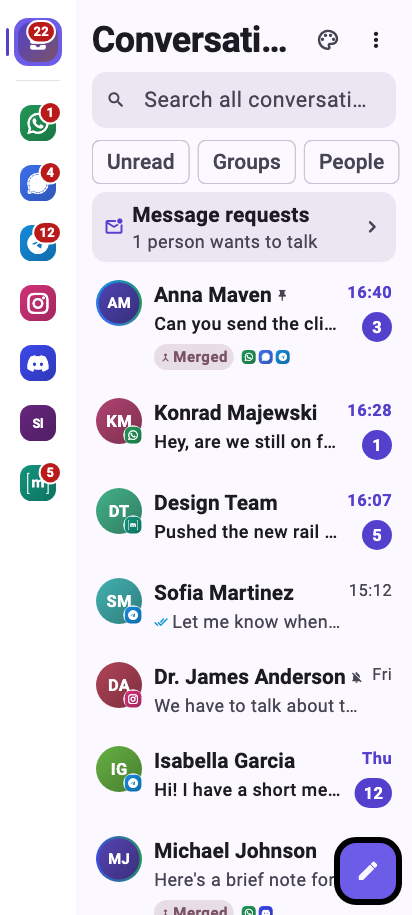 22
Conversati…
1
Search all conversati…
4
Unread Groups People
12
Message requests
1 person wants to talk
AM
Anna Maven 16:40
Can you send the cli… 3
Merged
SI
KM
Konrad Majewski 16:28
Hey, are we still on f… 1
5
[m]
DT
[m]
Design Team 16:07
Pushed the new rail … 5
SM
Sofia Martinez 15:12
Let me know when…
DA
Dr. James Anderson Fri
We have to talk about t…
IG
Isabella Garcia Thu
Hi! I have a short me… 12
MJ
Michael Johnson
Here's a brief note for
Merged